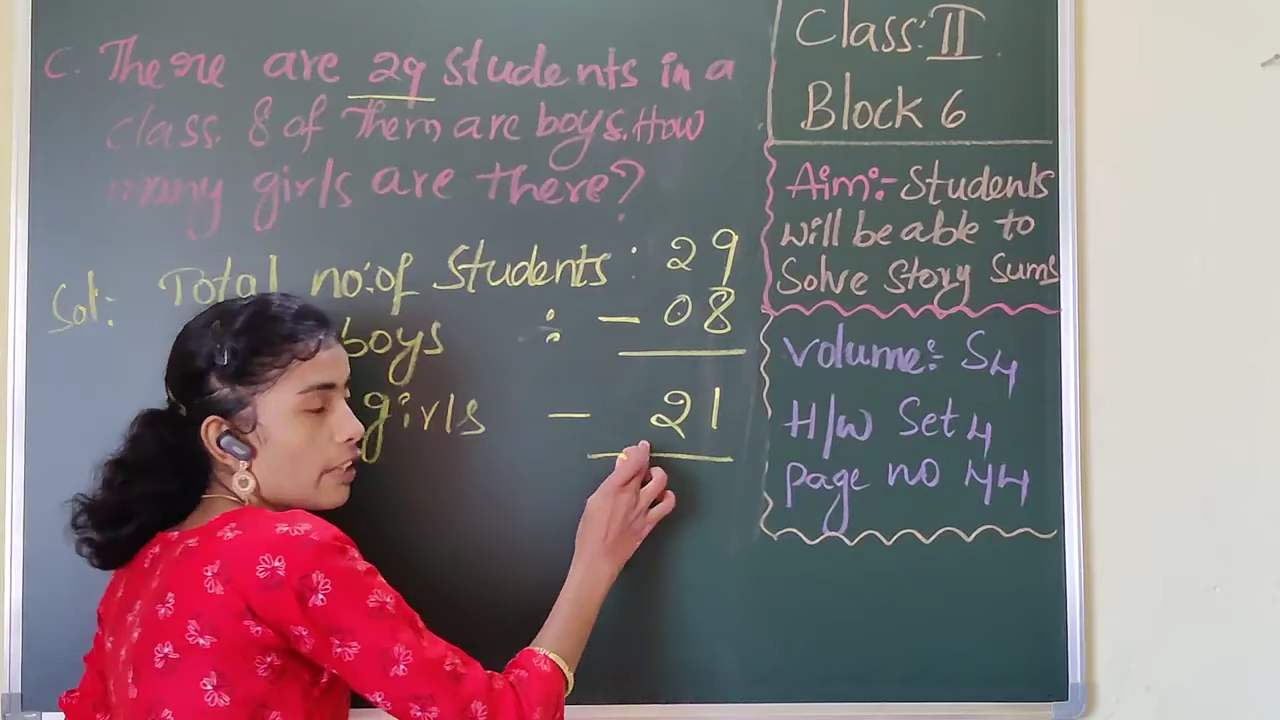 C. There are 29 students in a
class. 8 of them are boys. How
many girls are there?
Sol: Total no: of Students : 29
boys : - 08
girls - 21
Class: II
Block 6
Aim:- Students
will be able to
Solve Story Sums
Volume:- S4
H/W Set 4
page no 44